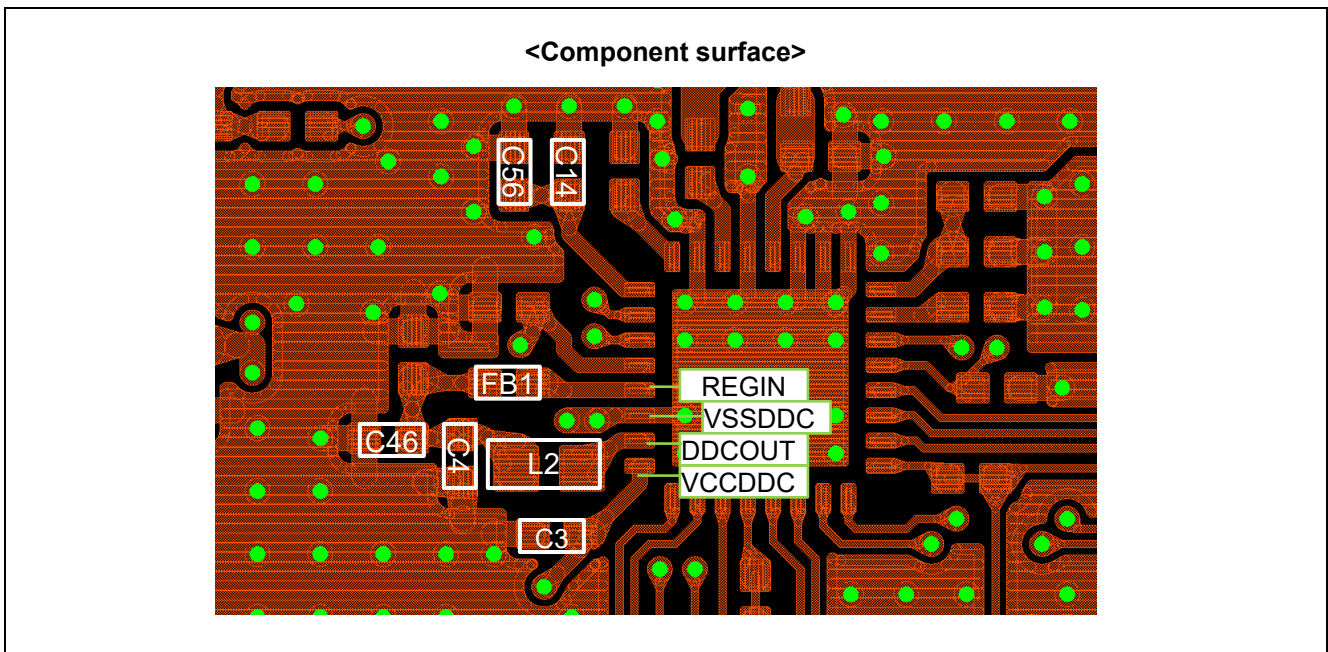 <Component surface>
C56
C14
FB1
REGIN
VSSDDC
C46
C4
L2
DDCOUT
VCCDDC
C3